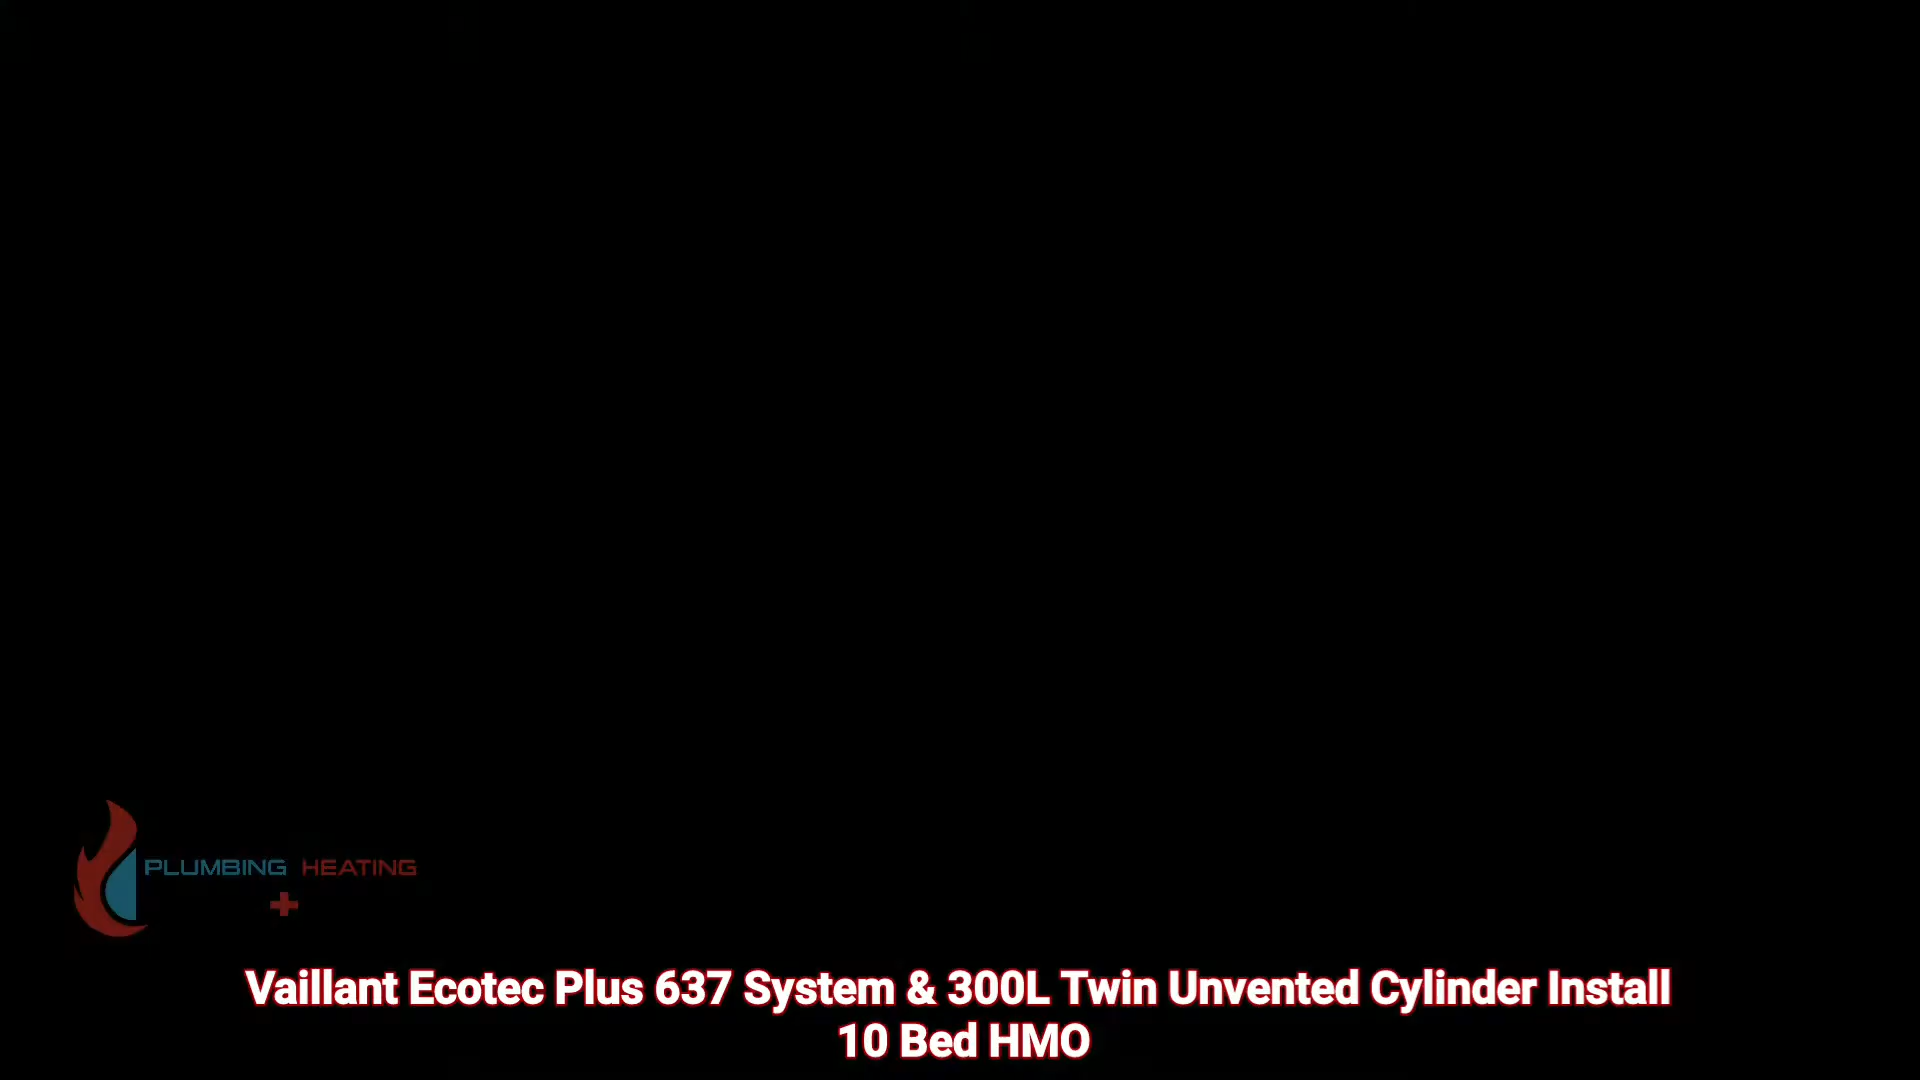 PLUMBING HEATING
+
Vaillant Ecotec Plus 637 System & 300L Twin Unvented Cylinder Install
10 Bed HMO